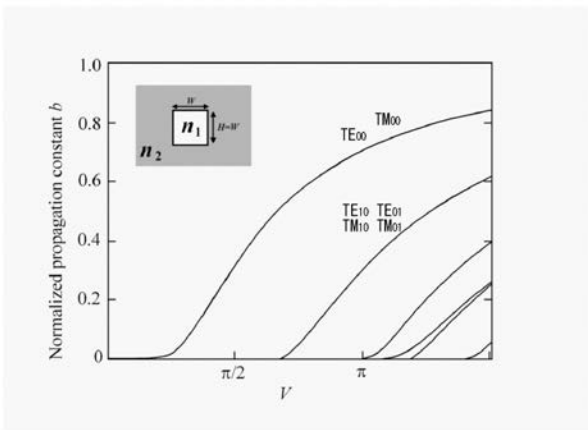 Normalized propagation constant b
1.0
0.8
0.6
0.4
0.2
0
W
n1
H=W
n2
TE00
TM00
TE10 TE01
TM10 TM01
π/2
π
V